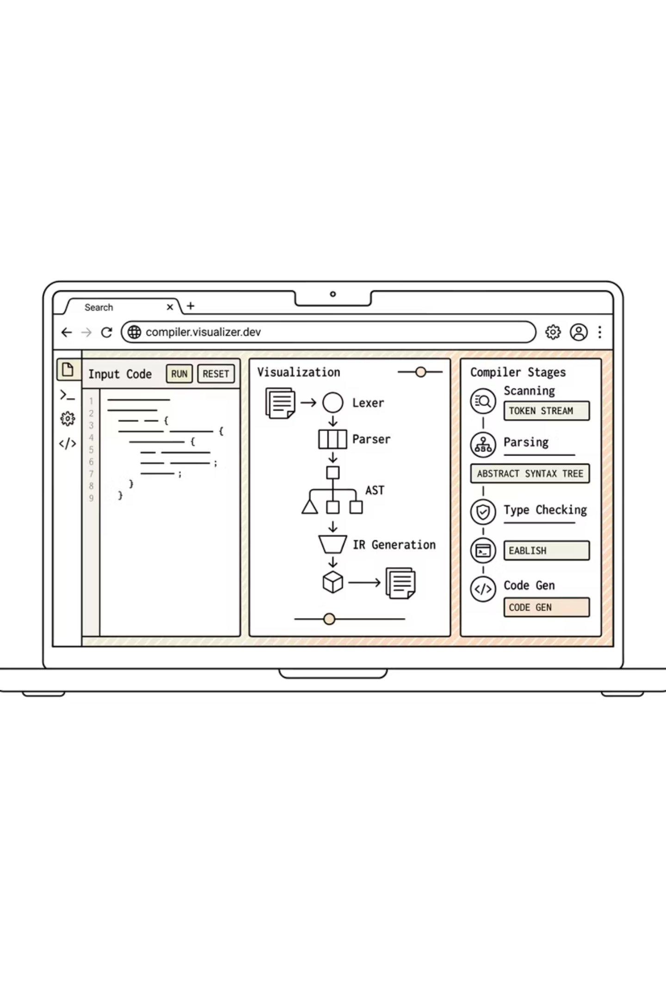 Search
compiler.visualizer.dev
Input Code
RUN
RESET
1
2
3
4
5
6
7
8
9
{
{
{
;
;
}
}
Visualization
Lexer
Parser
AST
IR Generation
Compiler Stages
Scanning
TOKEN STREAM
Parsing
ABSTRACT SYNTAX TREE
Type Checking
EABLISH
Code Gen
CODE GEN